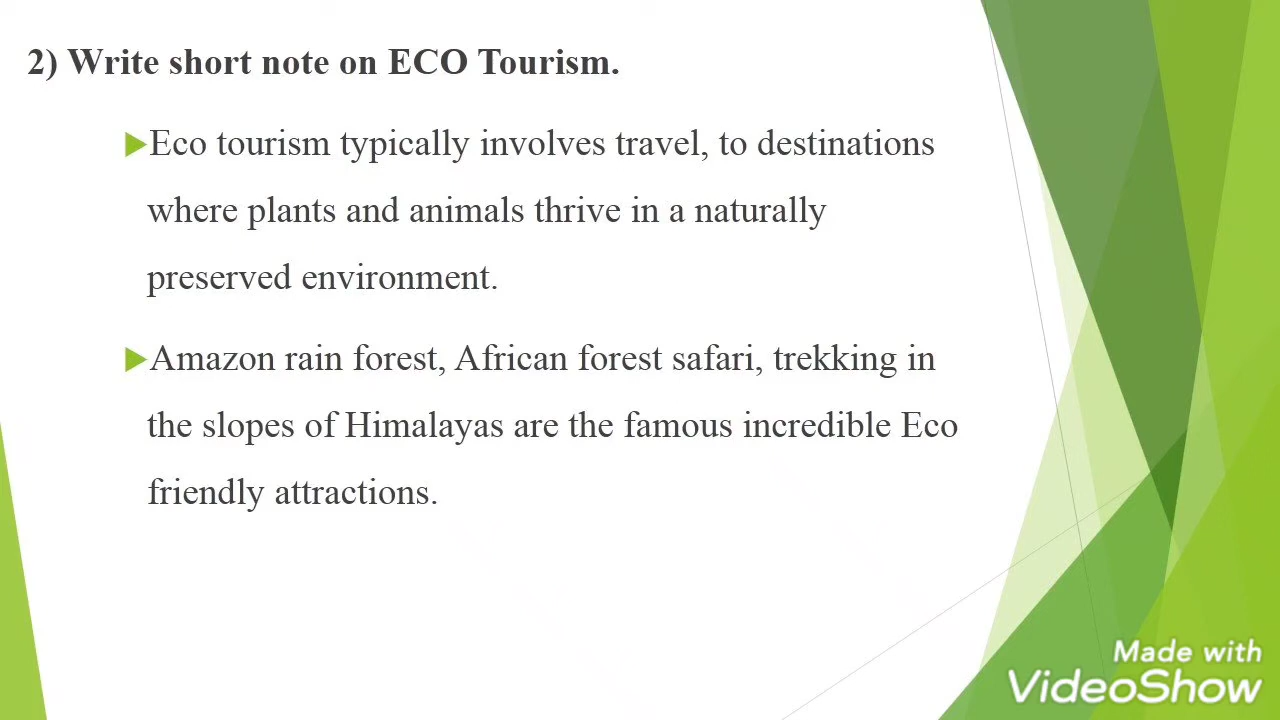 2) Write short note on ECO Tourism.
Eco tourism typically involves travel, to destinations
where plants and animals thrive in a naturally
preserved environment.
Amazon rain forest, African forest safari, trekking in
the slopes of Himalayas are the famous incredible Eco
friendly attractions.
Made with
VideoShow